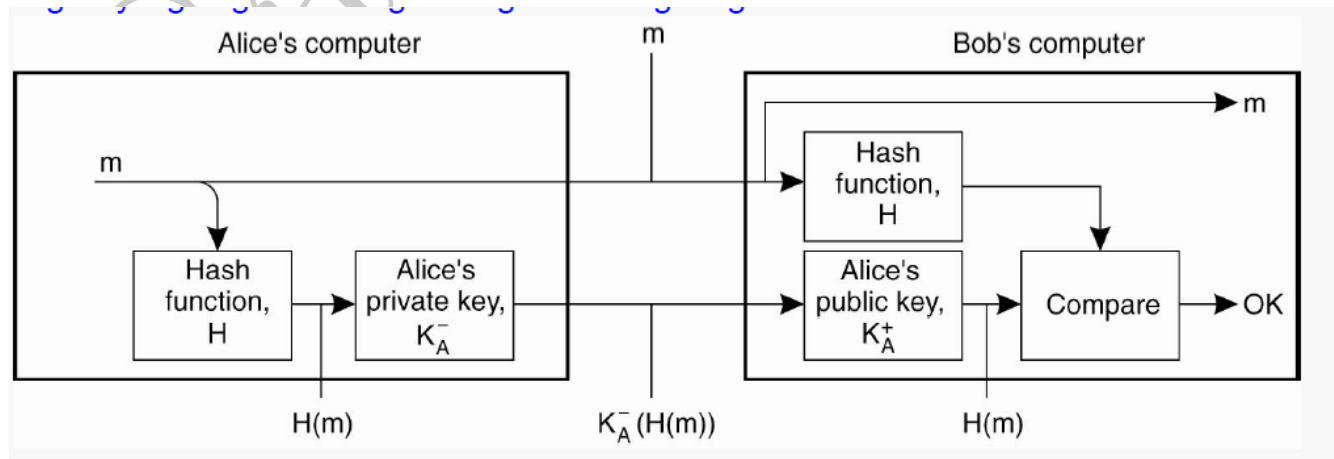 Alice's computer
m
Bob's computer
m
m
Hash
function,
H
Hash
function,
H
Alice's
private key,
K_A^-
Alice's
public key,
K_A^+
Compare
OK
H(m)
K_A^-(H(m))
H(m)